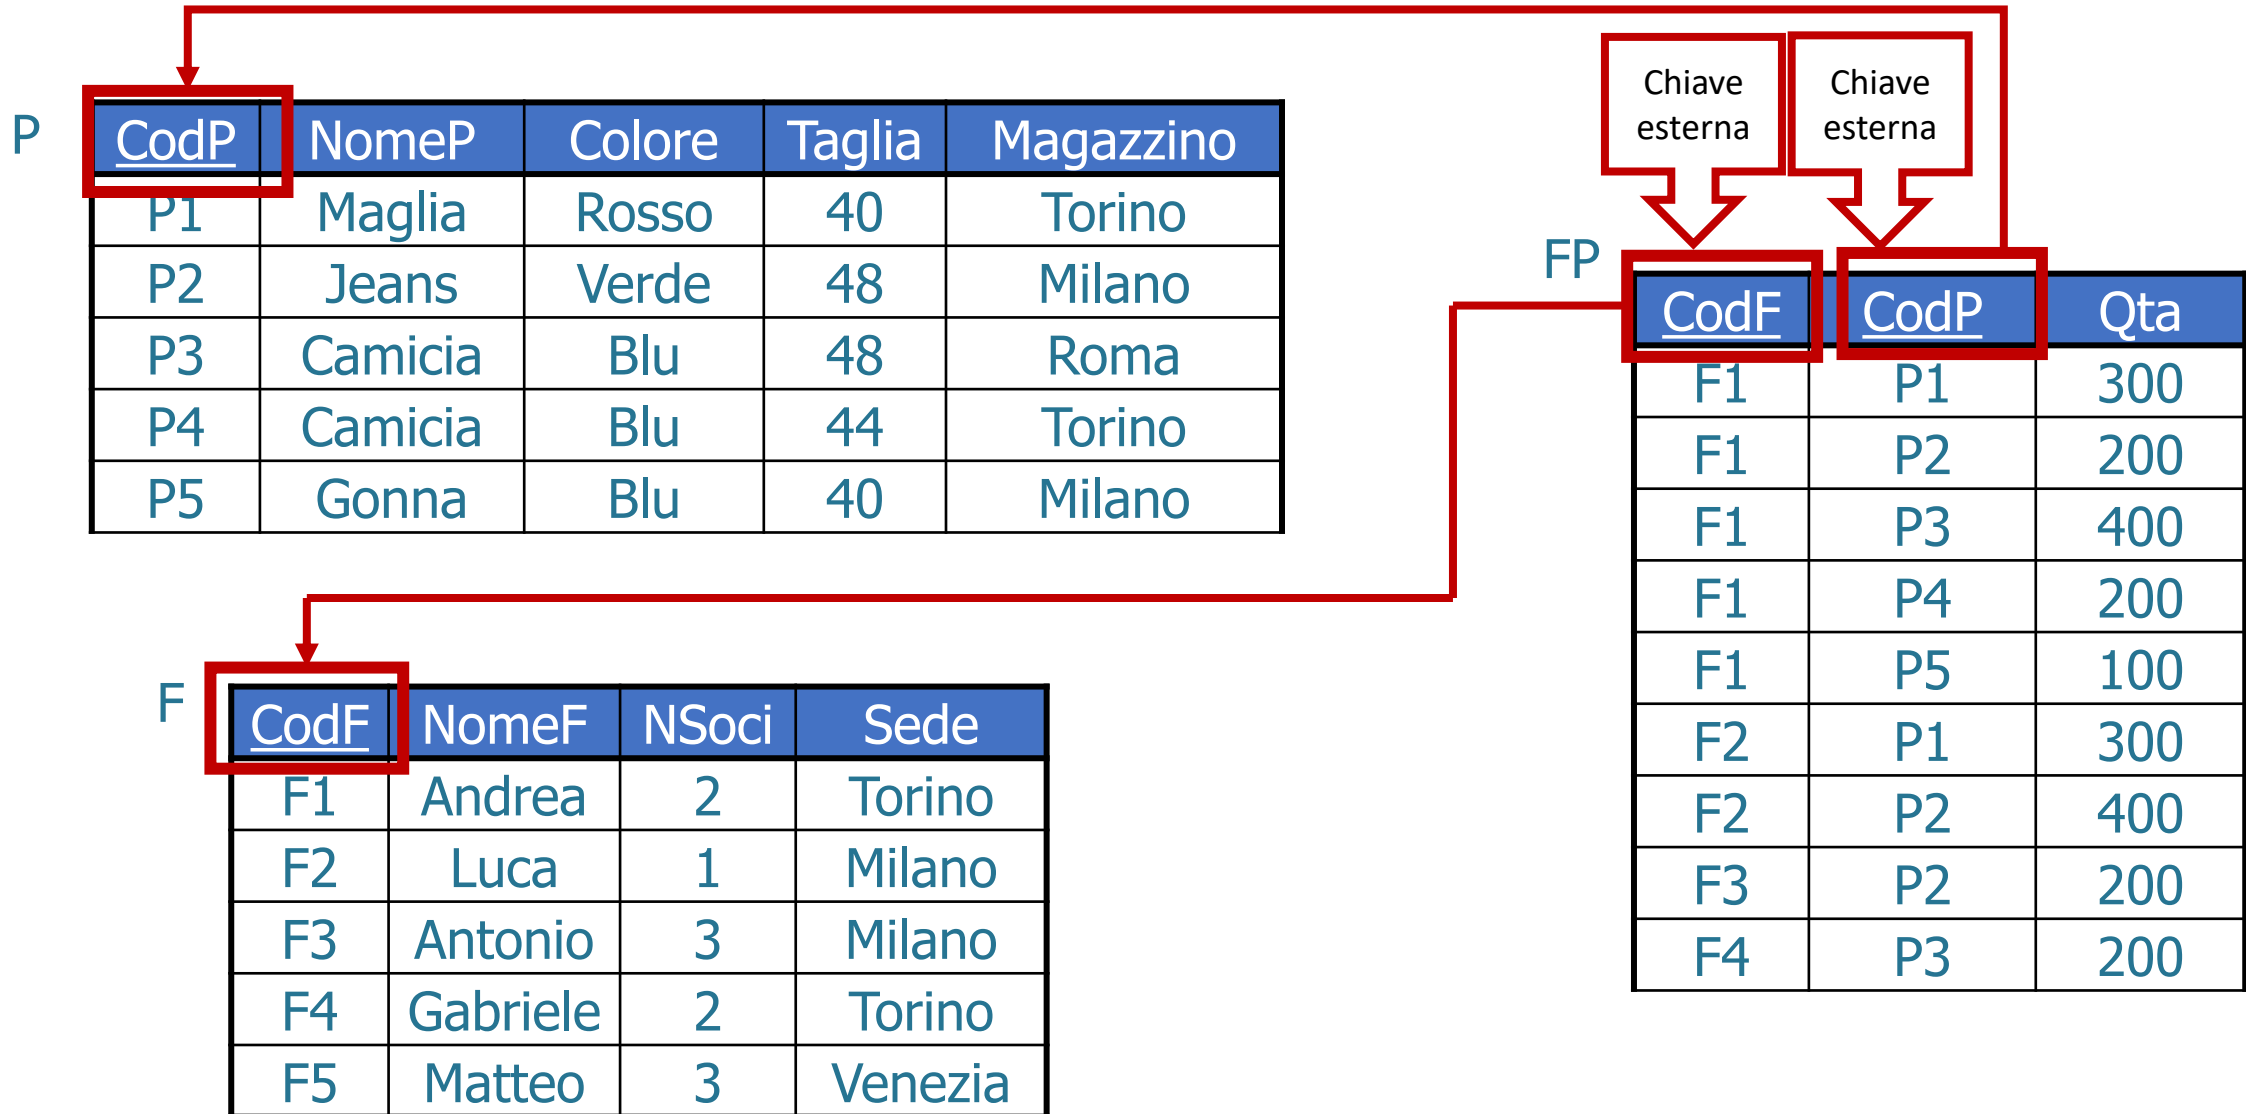 P
CodP NomeP Colore Taglia Magazzino
P1 Maglia Rosso 40 Torino
P2 Jeans Verde 48 Milano
P3 Camicia Blu 48 Roma
P4 Camicia Blu 44 Torino
P5 Gonna Blu 40 Milano
Chiave
esterna
Chiave
esterna
FP
CodF CodP Qta
F1 P1 300
F1 P2 200
F1 P3 400
F1 P4 200
F1 P5 100
F2 P1 300
F2 P2 400
F3 P2 200
F4 P3 200
F
CodF NomeF NSoci Sede
F1 Andrea 2 Torino
F2 Luca 1 Milano
F3 Antonio 3 Milano
F4 Gabriele 2 Torino
F5 Matteo 3 Venezia